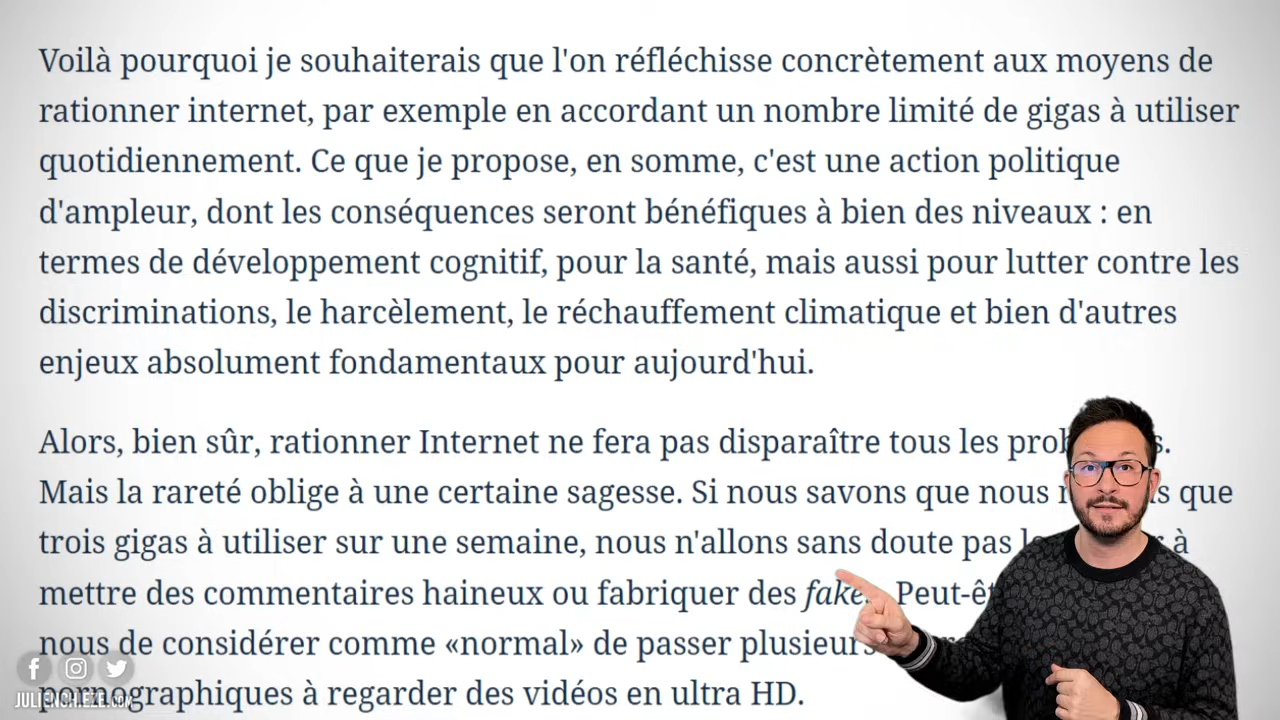 Voilà pourquoi je souhaiterais que l'on réfléchisse concrètement aux moyens de
rationner internet, par exemple en accordant un nombre limité de gigas à utiliser
quotidiennement. Ce que je propose, en somme, c'est une action politique
d'ampleur, dont les conséquences seront bénéfiques à bien des niveaux : en
termes de développement cognitif, pour la santé, mais aussi pour lutter contre les
discriminations, le harcèlement, le réchauffement climatique et bien d'autres
enjeux absolument fondamentaux pour aujourd'hui.
Alors, bien sûr, rationner Internet ne fera pas disparaître tous les
Mais la rareté oblige à une certaine sagesse. Si nous savons que nous que
trois gigas à utiliser sur une semaine, nous n'allons sans doute pas à
mettre des commentaires haineux ou fabriquer des
nous de considérer comme «normal» de passer plusieurs
à regarder des vidéos en ultra HD.
JULIENCHIEZE.COM